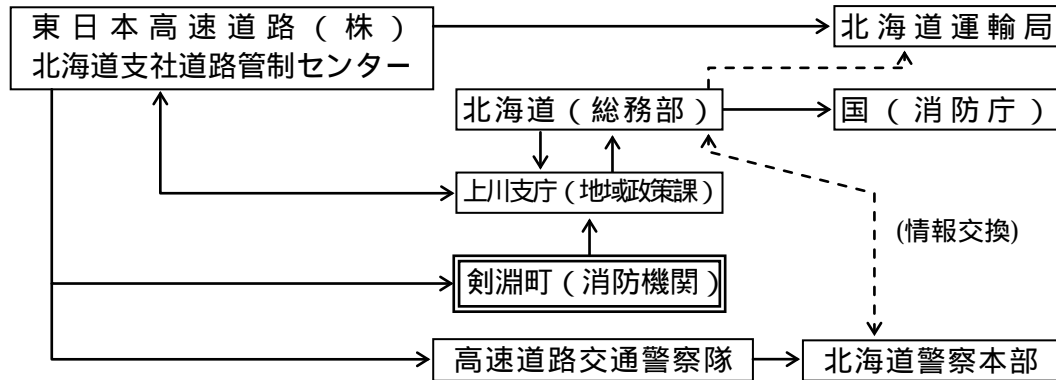 東日本高速道路（株）
北海道支社道路管制センター
北海道運輸局
北海道（総務部）
国（消防庁）
上川支庁（地域政策課）
(情報交換)
剣淵町（消防機関）
高速道路交通警察隊
北海道警察本部